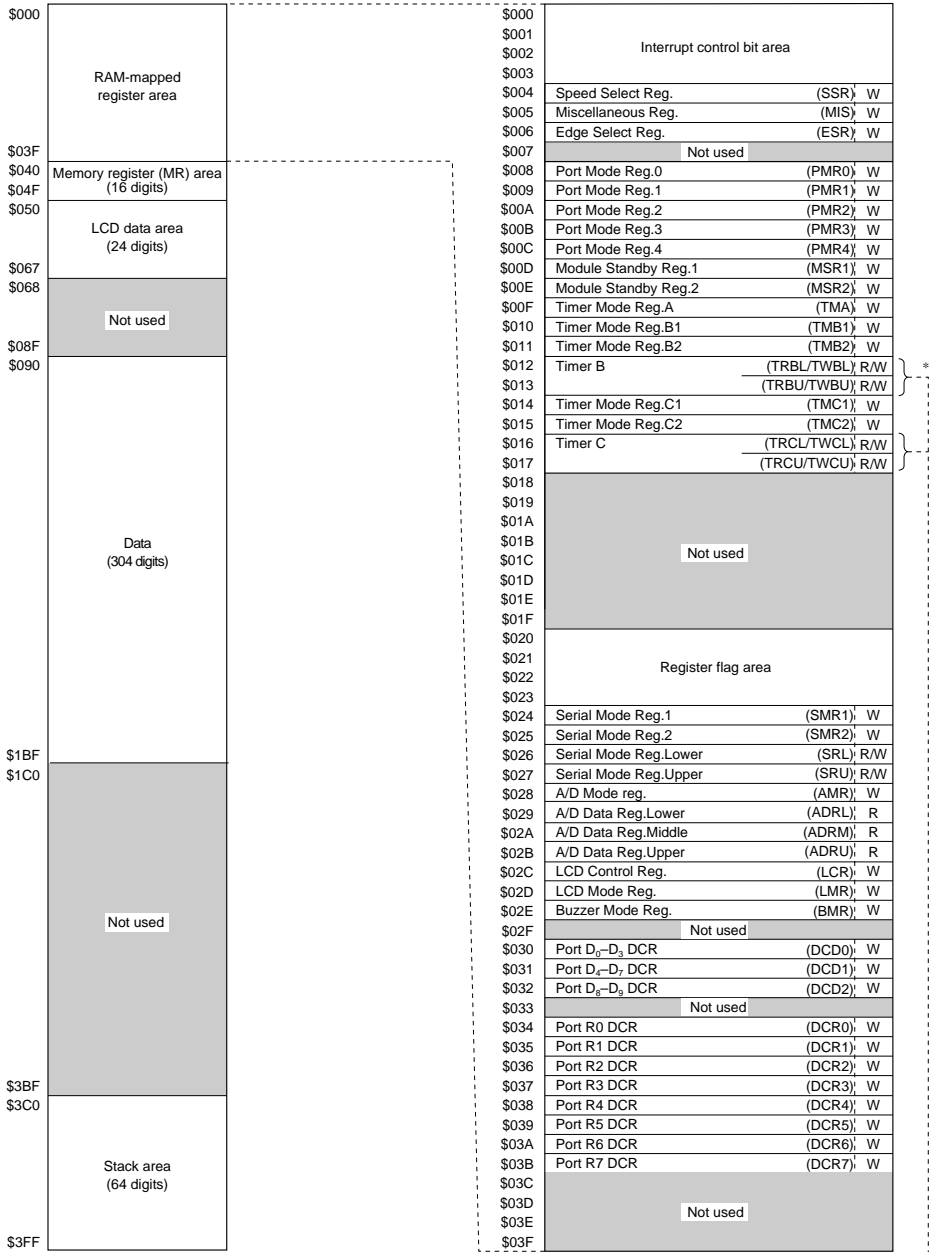 $000
RAM-mapped
register area
$03F
$040
Memory register (MR) area
(16 digits)
$04F
$050
LCD data area
(24 digits)
$067
$068
Not used
$08F
$090
Data
(304 digits)
$1BF
$1C0
Not used
$3BF
$3C0
Stack area
(64 digits)
$3FF
$000
$001
Interrupt control bit area
$002
$003
$004 Speed Select Reg. (SSR) W
$005 Miscellaneous Reg. (MIS) W
$006 Edge Select Reg. (ESR) W
$007 Not used
$008 Port Mode Reg.0 (PMR0) W
$009 Port Mode Reg.1 (PMR1) W
$00A Port Mode Reg.2 (PMR2) W
$00B Port Mode Reg.3 (PMR3) W
$00C Port Mode Reg.4 (PMR4) W
$00D Module Standby Reg.1 (MSR1) W
$00E Module Standby Reg.2 (MSR2) W
$00F Timer Mode Reg.A (TMA) W
$010 Timer Mode Reg.B1 (TMB1) W
$011 Timer Mode Reg.B2 (TMB2) W
$012 Timer B (TRBL/TWBL) R/W *
$013 (TRBU/TWBU) R/W
$014 Timer Mode Reg.C1 (TMC1) W
$015 Timer Mode Reg.C2 (TMC2) W
$016 Timer C (TRCL/TWCL) R/W
$017 (TRCU/TWCU) R/W
$018
$019
$01A
$01B
Not used
$01C
$01D
$01E
$01F
$020
$021
Register flag area
$022
$023
$024 Serial Mode Reg.1 (SMR1) W
$025 Serial Mode Reg.2 (SMR2) W
$026 Serial Mode Reg.Lower (SRL) R/W
$027 Serial Mode Reg.Upper (SRU) R/W
$028 A/D Mode reg. (AMR) W
$029 A/D Data Reg.Lower (ADRL) R
$02A A/D Data Reg.Middle (ADRM) R
$02B A/D Data Reg.Upper (ADRU) R
$02C LCD Control Reg. (LCR) W
$02D LCD Mode Reg. (LMR) W
$02E Buzzer Mode Reg. (BMR) W
$02F Not used
$030 Port D₀–D₃ DCR (DCD0) W
$031 Port D₄–D₇ DCR (DCD1) W
$032 Port D₈–D₉ DCR (DCD2) W
$033 Not used
$034 Port R0 DCR (DCR0) W
$035 Port R1 DCR (DCR1) W
$036 Port R2 DCR (DCR2) W
$037 Port R3 DCR (DCR3) W
$038 Port R4 DCR (DCR4) W
$039 Port R5 DCR (DCR5) W
$03A Port R6 DCR (DCR6) W
$03B Port R7 DCR (DCR7) W
$03C
$03D
Not used
$03E
$03F